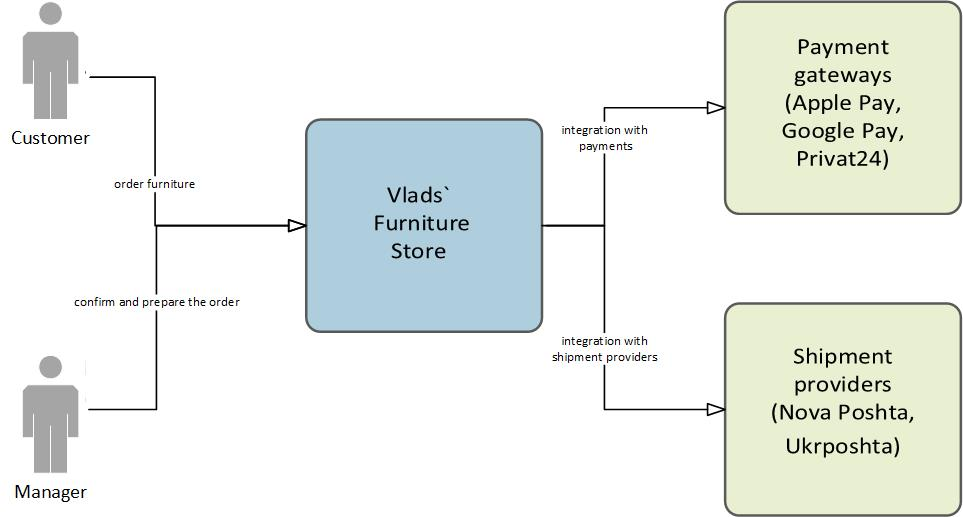 Customer
order furniture
confirm and prepare the order
Manager
Vlads`
Furniture
Store
integration with
payments
integration with
shipment providers
Payment
gateways
(Apple Pay,
Google Pay,
Privat24)
Shipment
providers
(Nova Poshta,
Ukrposhta)